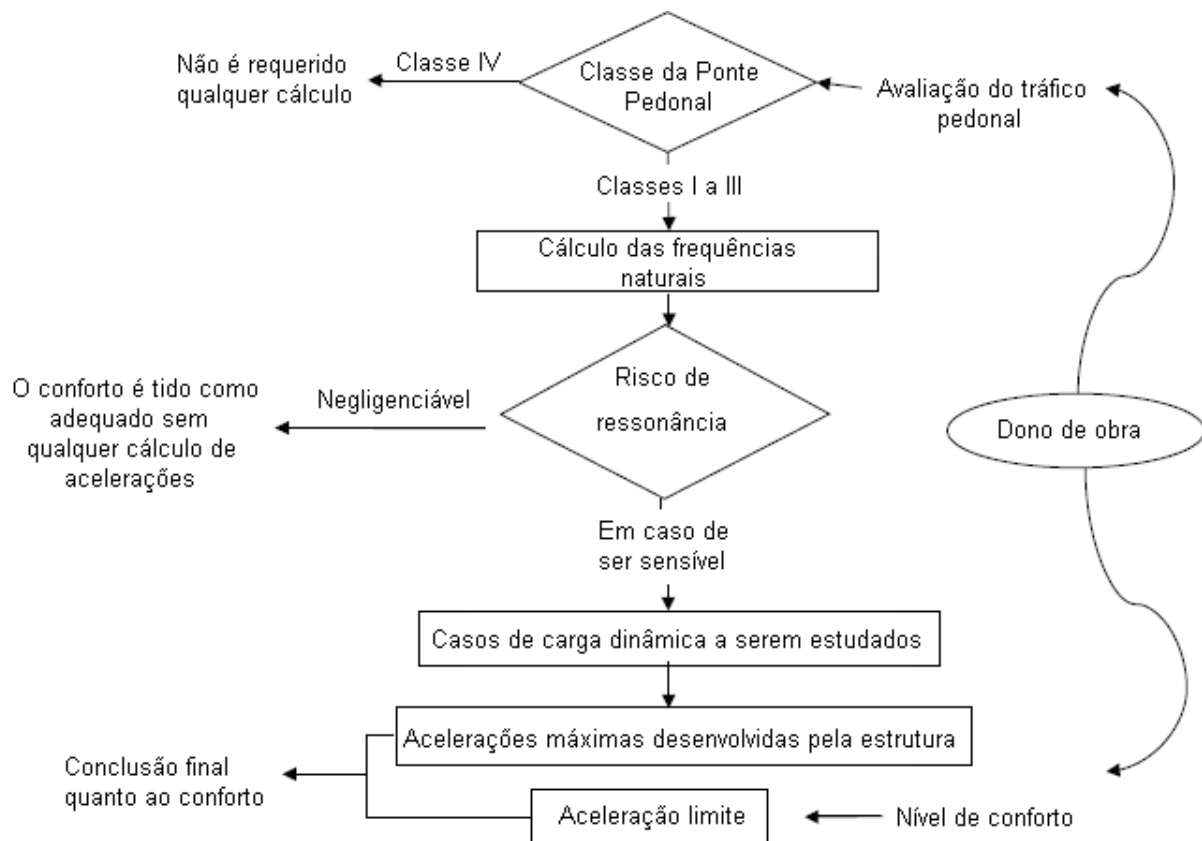 Não é requerido
qualquer cálculo
Classe IV
Classe da Ponte
Pedonal
Avaliação do tráfico
pedonal
Classes I a III
Cálculo das frequências
naturais
O conforto é tido como
adequado sem
qualquer cálculo de
acelerações
Negligenciável
Risco de
ressonância
Dono de obra
Em caso de
ser sensível
Casos de carga dinâmica a serem estudados
Acelerações máximas desenvolvidas pela estrutura
Conclusão final
quanto ao conforto
Aceleração limite
Nível de conforto